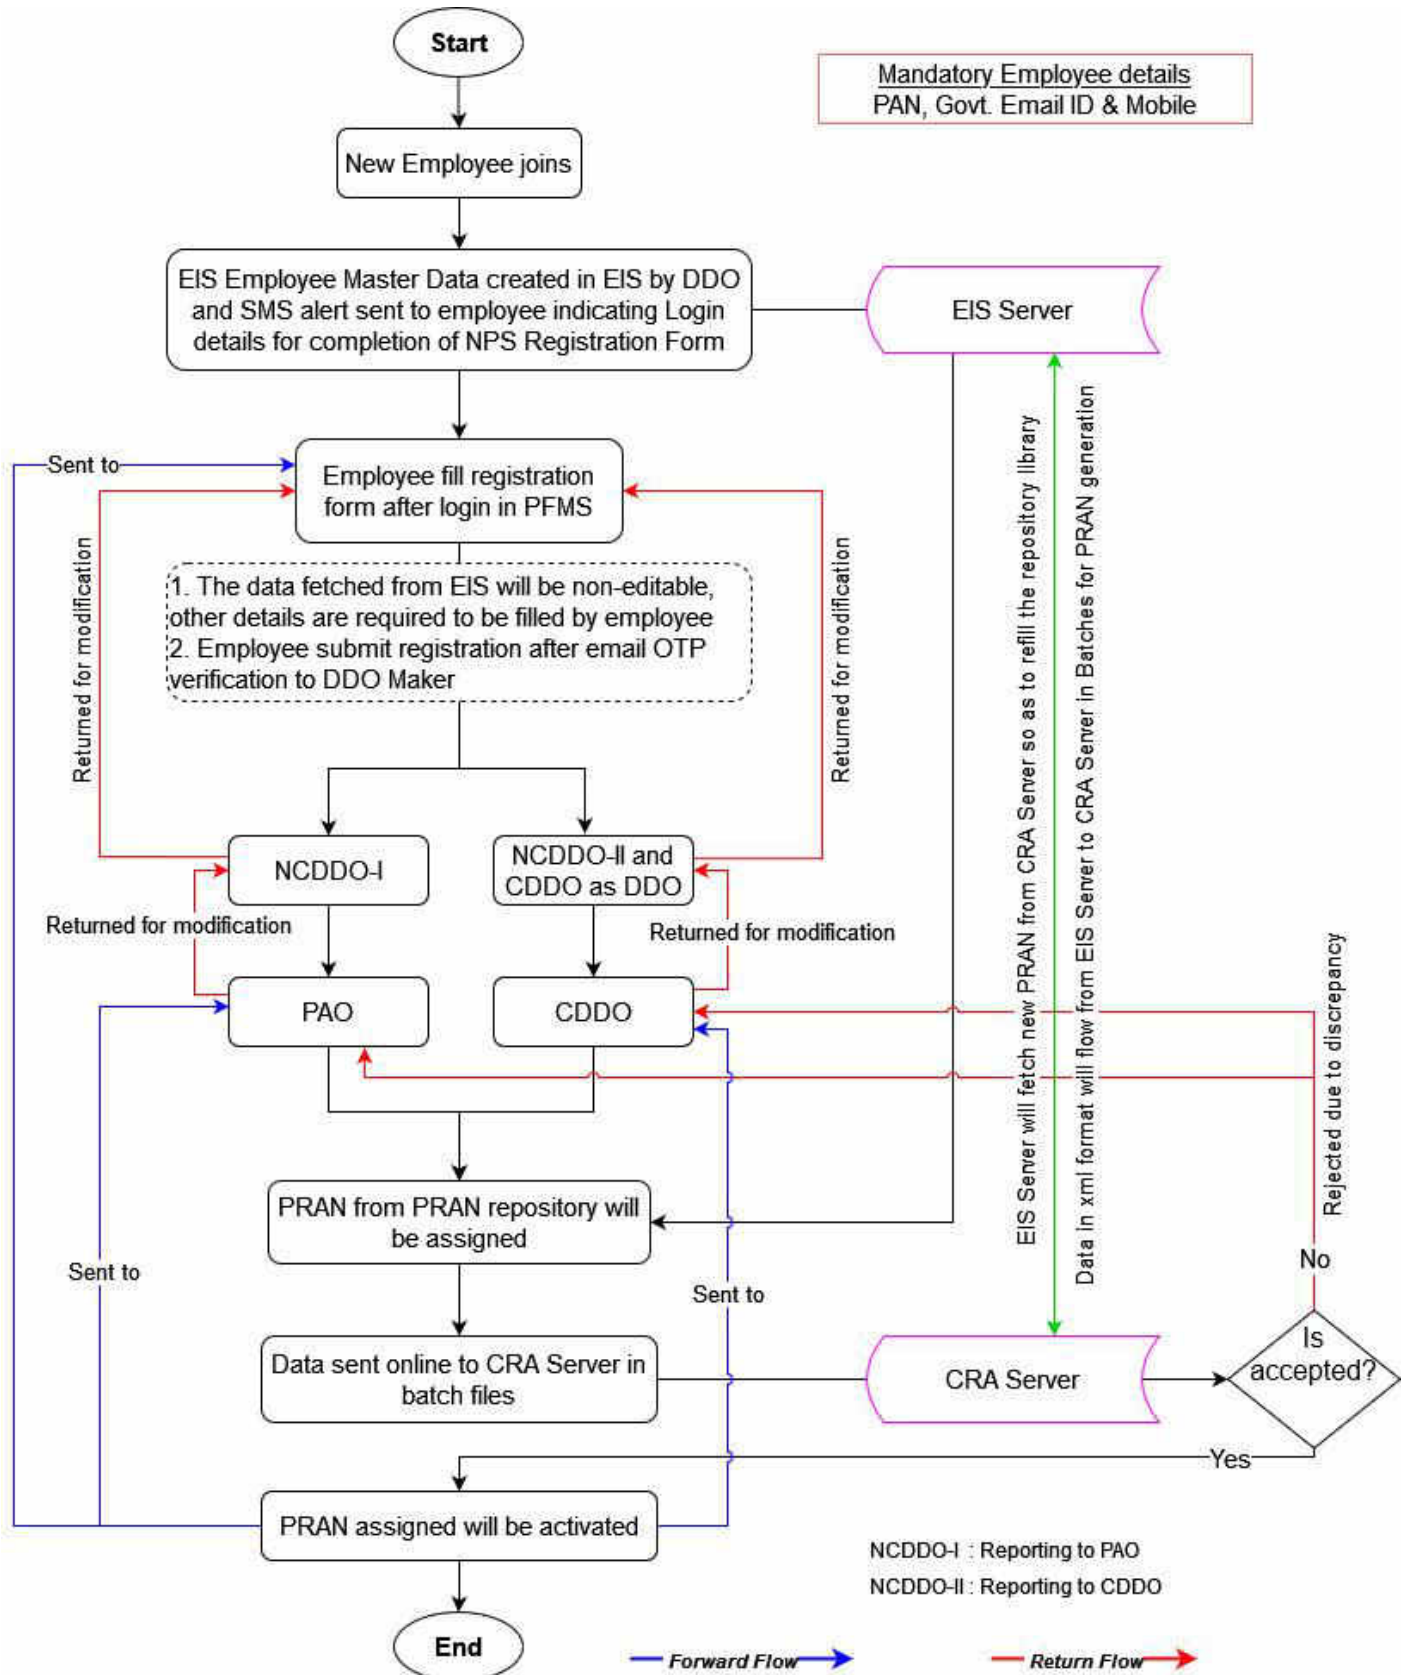 Start
Mandatory Employee details
PAN, Govt. Email ID & Mobile
New Employee joins
EIS Employee Master Data created in EIS by DDO
and SMS alert sent to employee indicating Login
details for completion of NPS Registration Form
EIS Server
Sent to
Employee fill registration
form after login in PFMS
Returned for modification
Returned for modification
1. The data fetched from EIS will be non-editable,
other details are required to be filled by employee
2. Employee submit registration after email OTP
verification to DDO Maker
EIS Server will fetch new PRAN from CRA Server so as to refill the repository library
Data in xml format will flow from EIS Server to CRA Server in Batches for PRAN generation
NCDDO-I
NCDDO-II and
CDDO as DDO
Returned for modification
Returned for modification
PAO
CDDO
Rejected due to discrepancy
PRAN from PRAN repository will
be assigned
No
Sent to
Sent to
Data sent online to CRA Server in
batch files
CRA Server
Is
accepted?
Yes
PRAN assigned will be activated
NCDDO-I : Reporting to PAO
NCDDO-II : Reporting to CDDO
End
Forward Flow
Return Flow